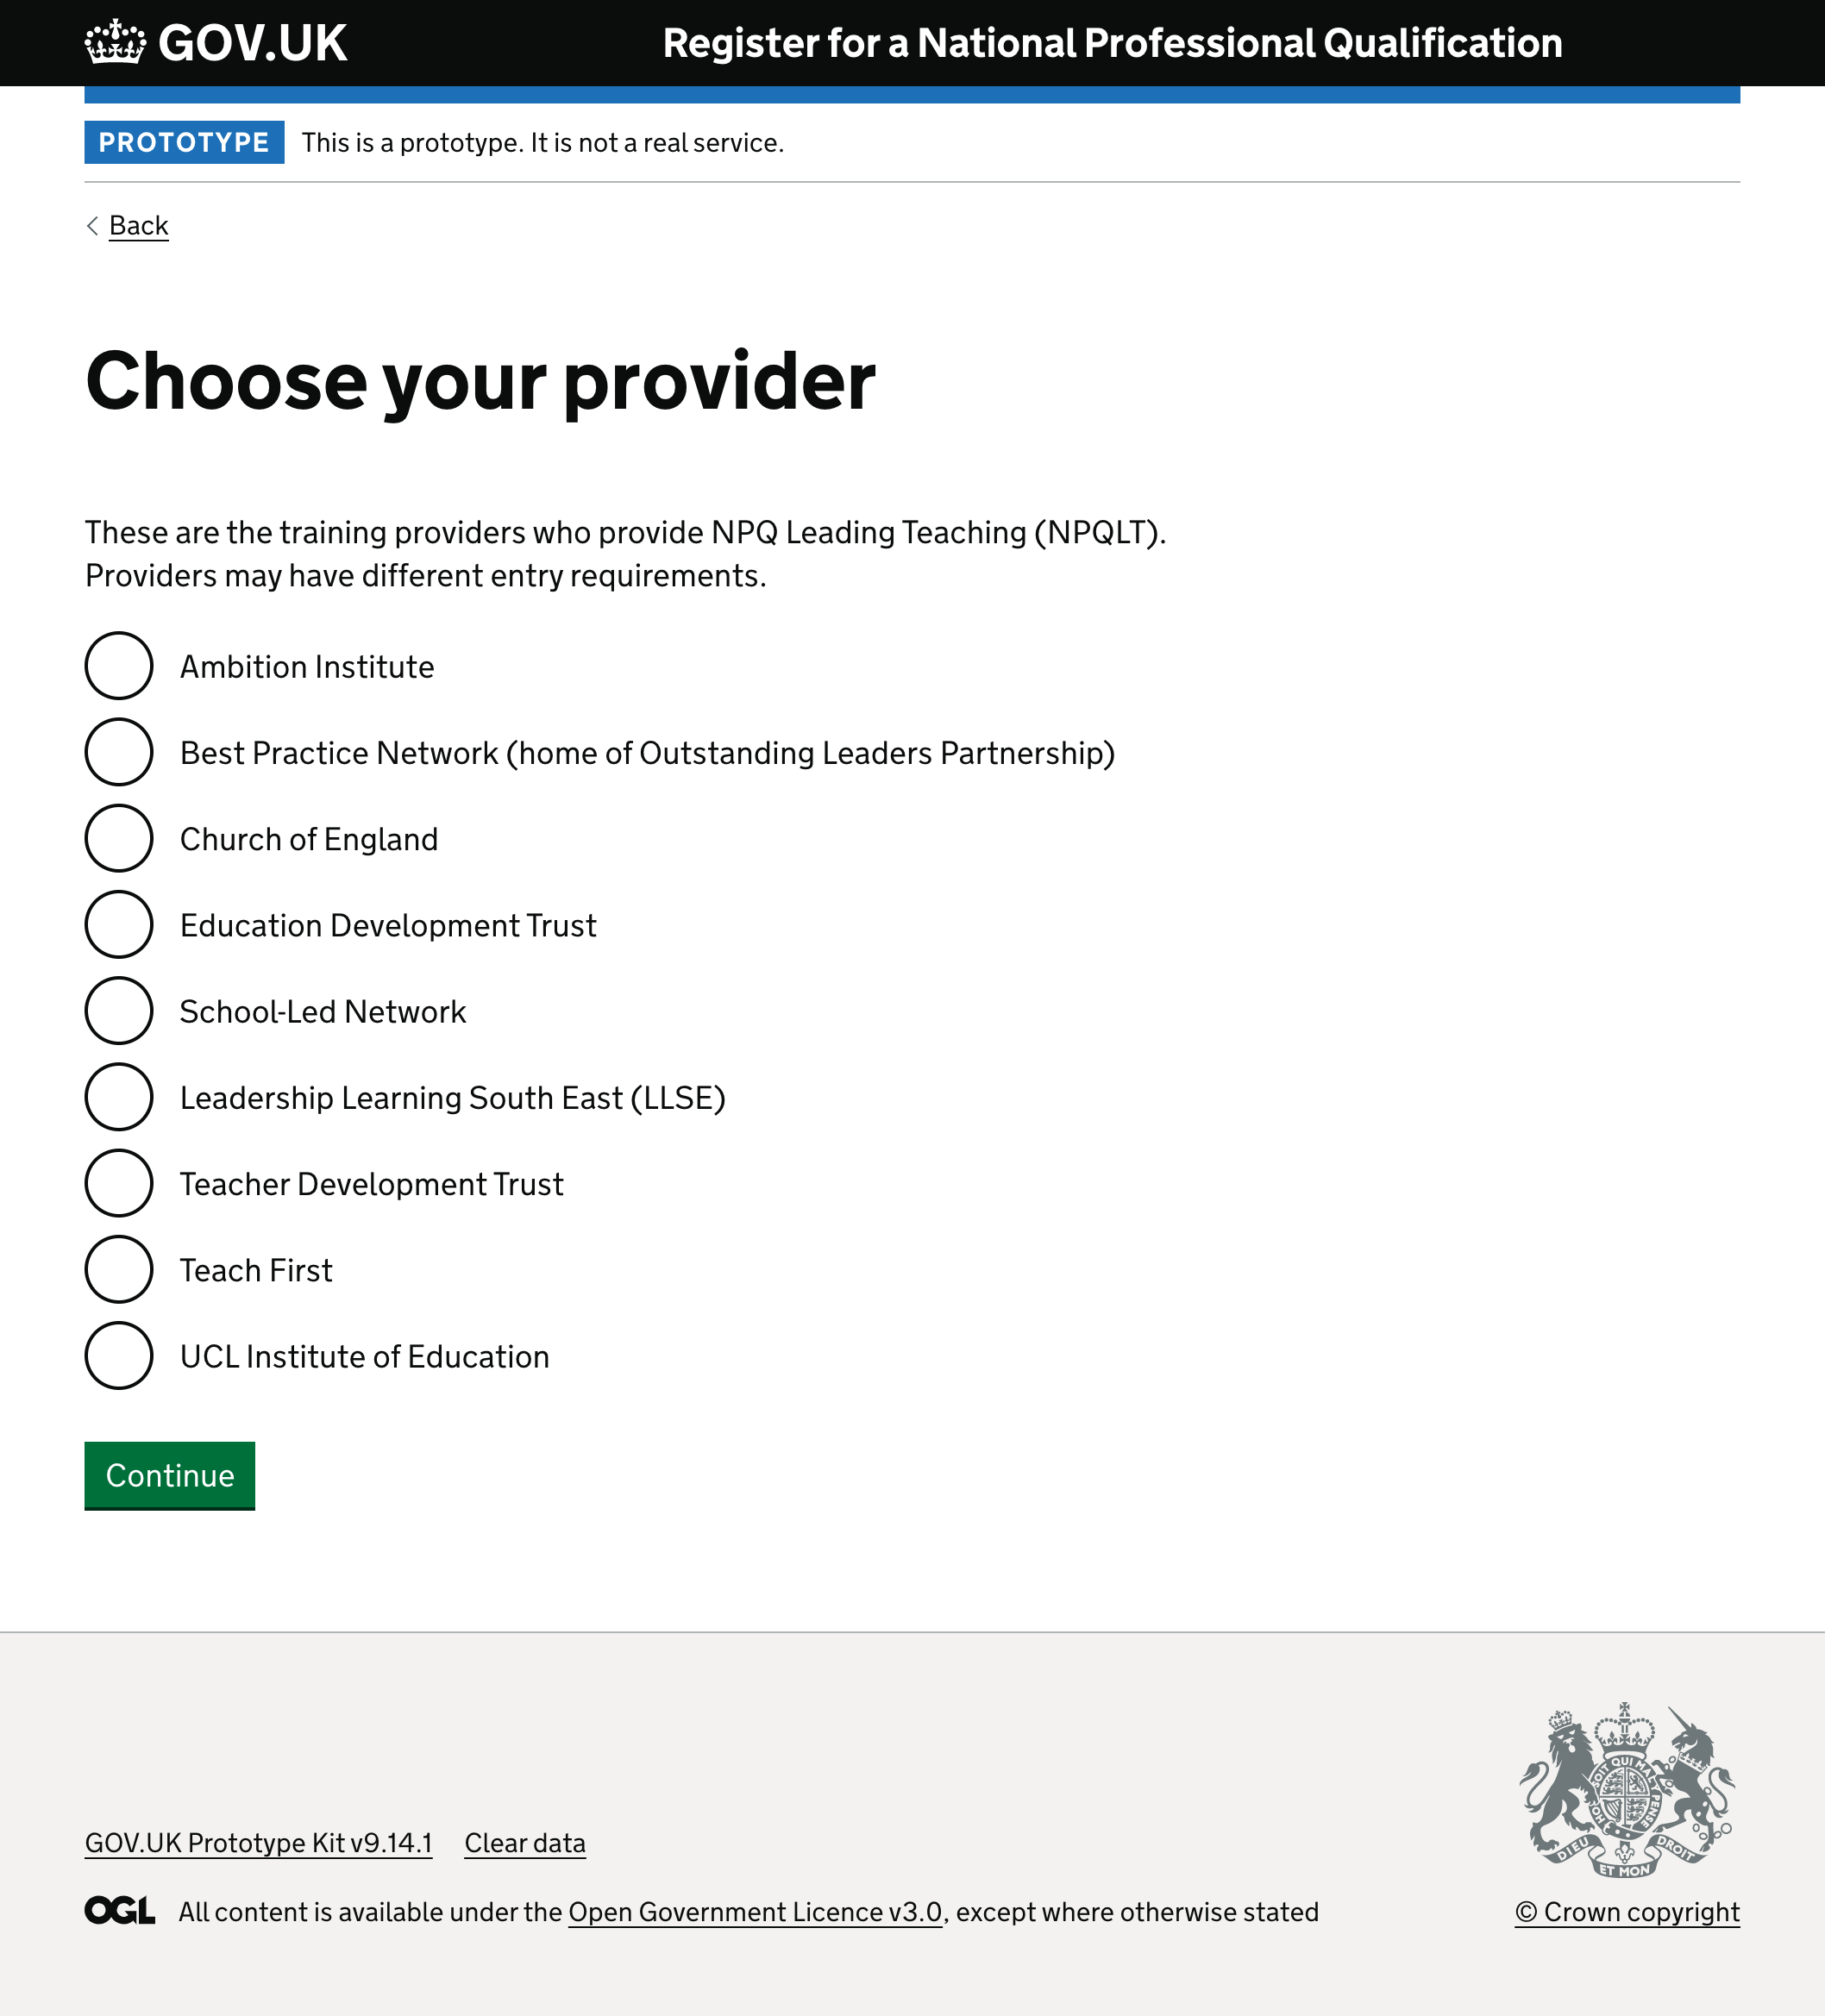 GOV.UK
Register for a National Professional Qualification
PROTOTYPE This is a prototype. It is not a real service.
Back
Choose your provider
These are the training providers who provide NPQ Leading Teaching (NPQLT).
Providers may have different entry requirements.
Ambition Institute
Best Practice Network (home of Outstanding Leaders Partnership)
Church of England
Education Development Trust
School-Led Network
Leadership Learning South East (LLSE)
Teacher Development Trust
Teach First
UCL Institute of Education
Continue
SOIT QUI MAL Y PENSE
DIEU ET MON DROIT
GOV.UK Prototype Kit v9.14.1 Clear data
OGL All content is available under the Open Government Licence v3.0, except where otherwise stated
© Crown copyright